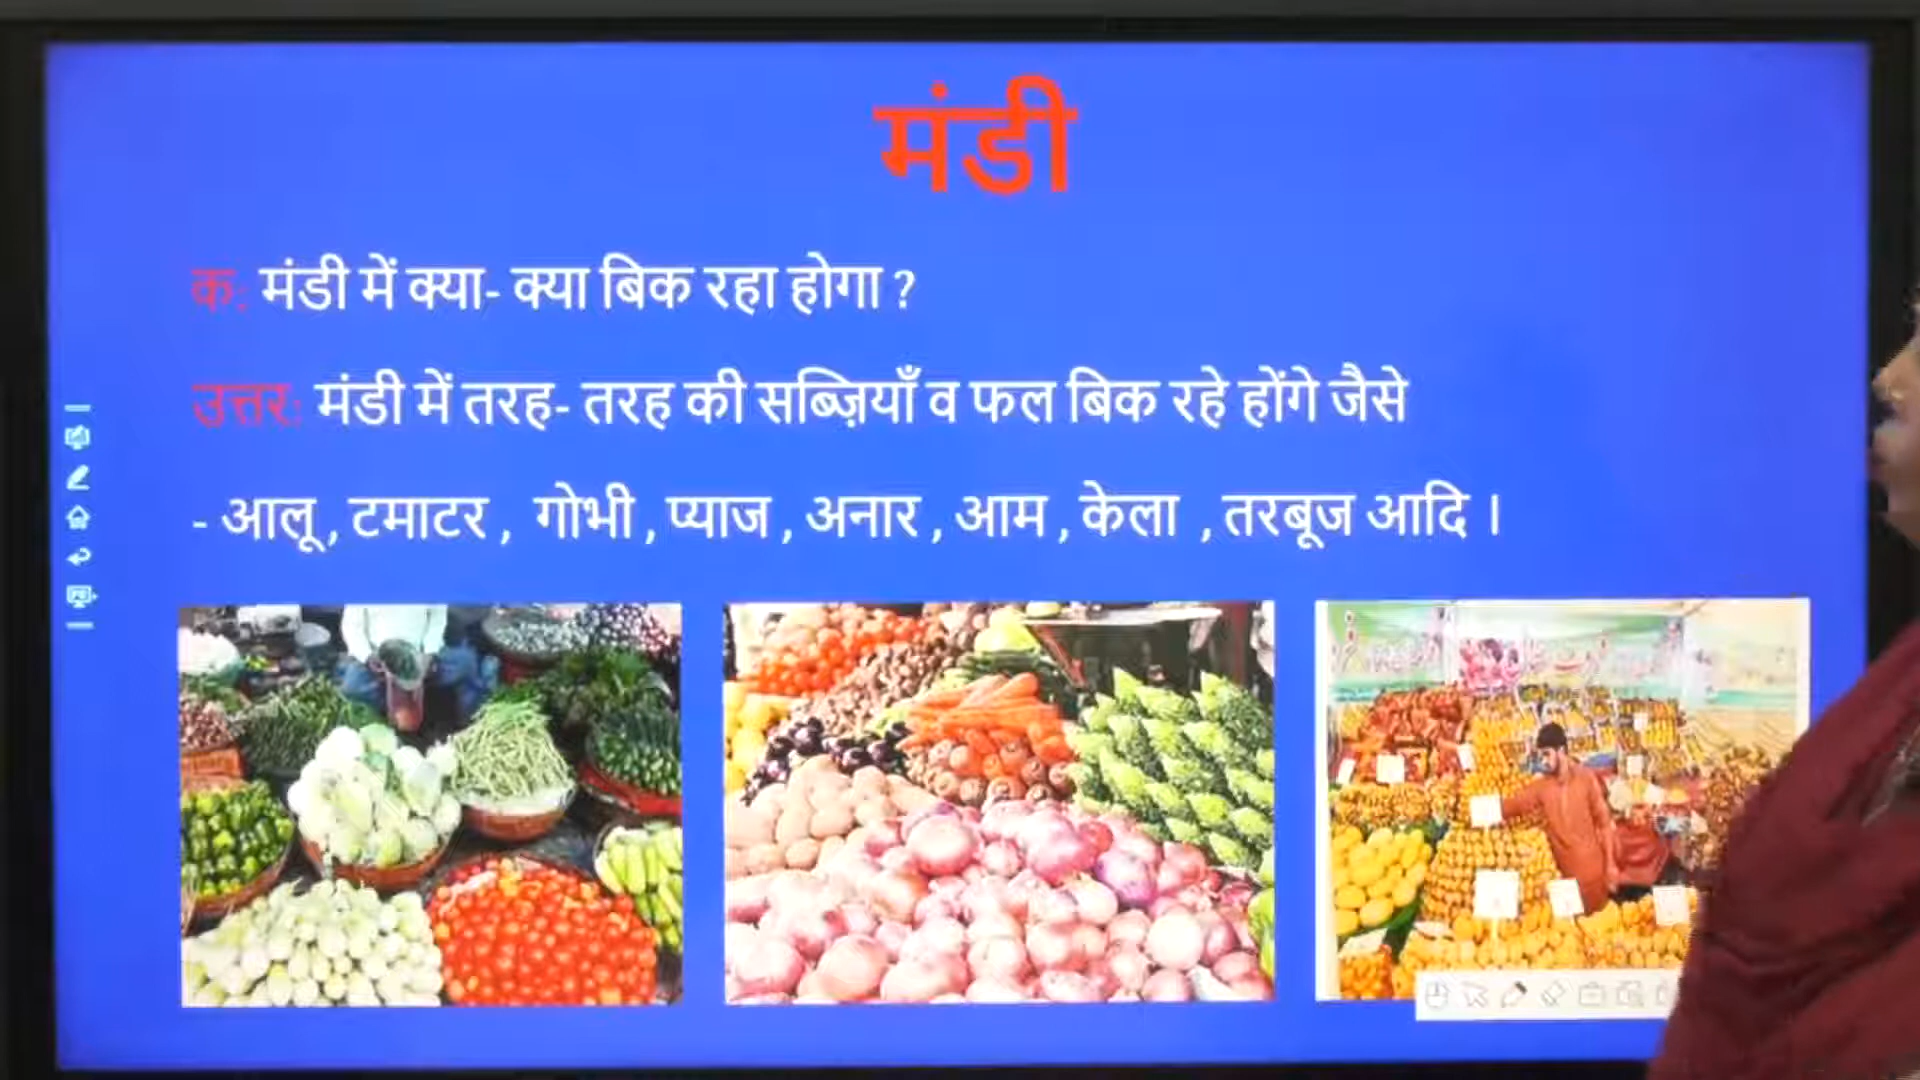 मंडी
क: मंडी में क्या- क्या बिक रहा होगा ?
उत्तर: मंडी में तरह- तरह की सब्ज़ियाँ व फल बिक रहे होंगे जैसे
- आलू , टमाटर , गोभी , प्याज , अनार , आम , केला , तरबूज आदि ।